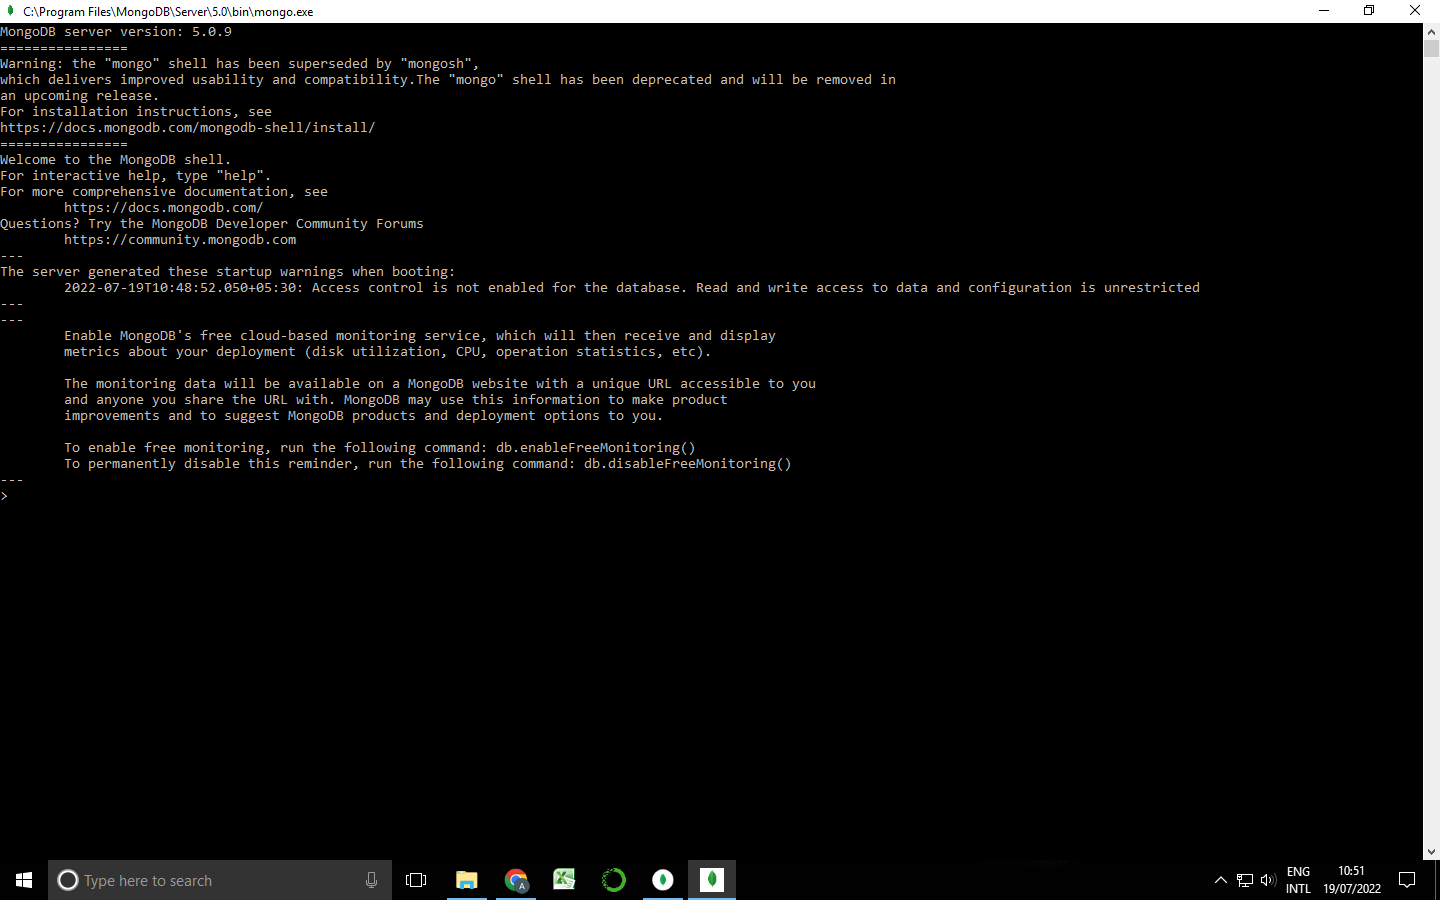 C:\Program Files\MongoDB\Server\5.0\bin\mongo.exe
MongoDB server version: 5.0.9
================
Warning: the "mongo" shell has been superseded by "mongosh",
which delivers improved usability and compatibility.The "mongo" shell has been deprecated and will be removed in
an upcoming release.
For installation instructions, see
https://docs.mongodb.com/mongodb-shell/install/
================
Welcome to the MongoDB shell.
For interactive help, type "help".
For more comprehensive documentation, see
https://docs.mongodb.com/
Questions? Try the MongoDB Developer Community Forums
https://community.mongodb.com
---
The server generated these startup warnings when booting:
2022-07-19T10:48:52.050+05:30: Access control is not enabled for the database. Read and write access to data and configuration is unrestricted
---
---
Enable MongoDB's free cloud-based monitoring service, which will then receive and display
metrics about your deployment (disk utilization, CPU, operation statistics, etc).
The monitoring data will be available on a MongoDB website with a unique URL accessible to you
and anyone you share the URL with. MongoDB may use this information to make product
improvements and to suggest MongoDB products and deployment options to you.
To enable free monitoring, run the following command: db.enableFreeMonitoring()
To permanently disable this reminder, run the following command: db.disableFreeMonitoring()
---
>
Type here to search
A
ENG
INTL
10:51
19/07/2022